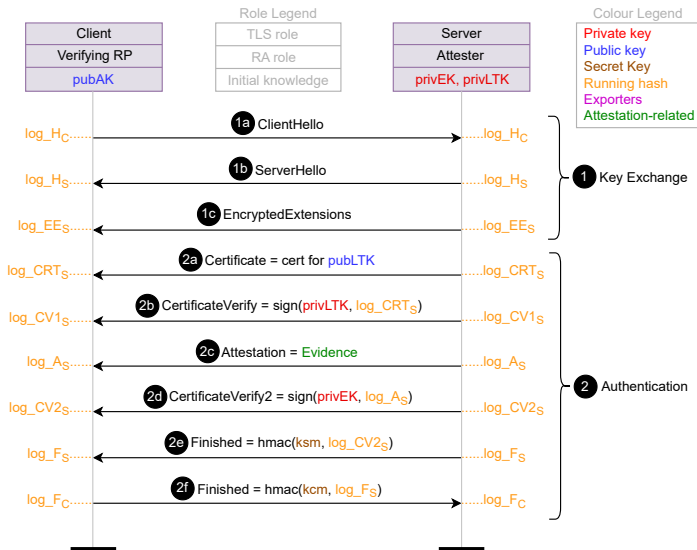 Role Legend
Colour Legend
Client
TLS role
Server
Verifying RP
RA role
Attester
pubAK
Initial knowledge
privEK, privLTK
Private key
Public key
Secret Key
Running hash
Exporters
Attestation-related
log_HC 1a ClientHello log_HC
log_HS 1b ServerHello log_HS
1 Key Exchange
log_EES 1c EncryptedExtensions log_EES
log_CRTS 2a Certificate = cert for pubLTK log_CRTS
log_CV1S 2b CertificateVerify = sign(privLTK, log_CRTS) log_CV1S
log_AS 2c Attestation = Evidence log_AS
2 Authentication
log_CV2S 2d CertificateVerify2 = sign(privEK, log_AS) log_CV2S
log_FS 2e Finished = hmac(ksm, log_CV2S) log_FS
log_FC 2f Finished = hmac(kcm, log_FS) log_FC